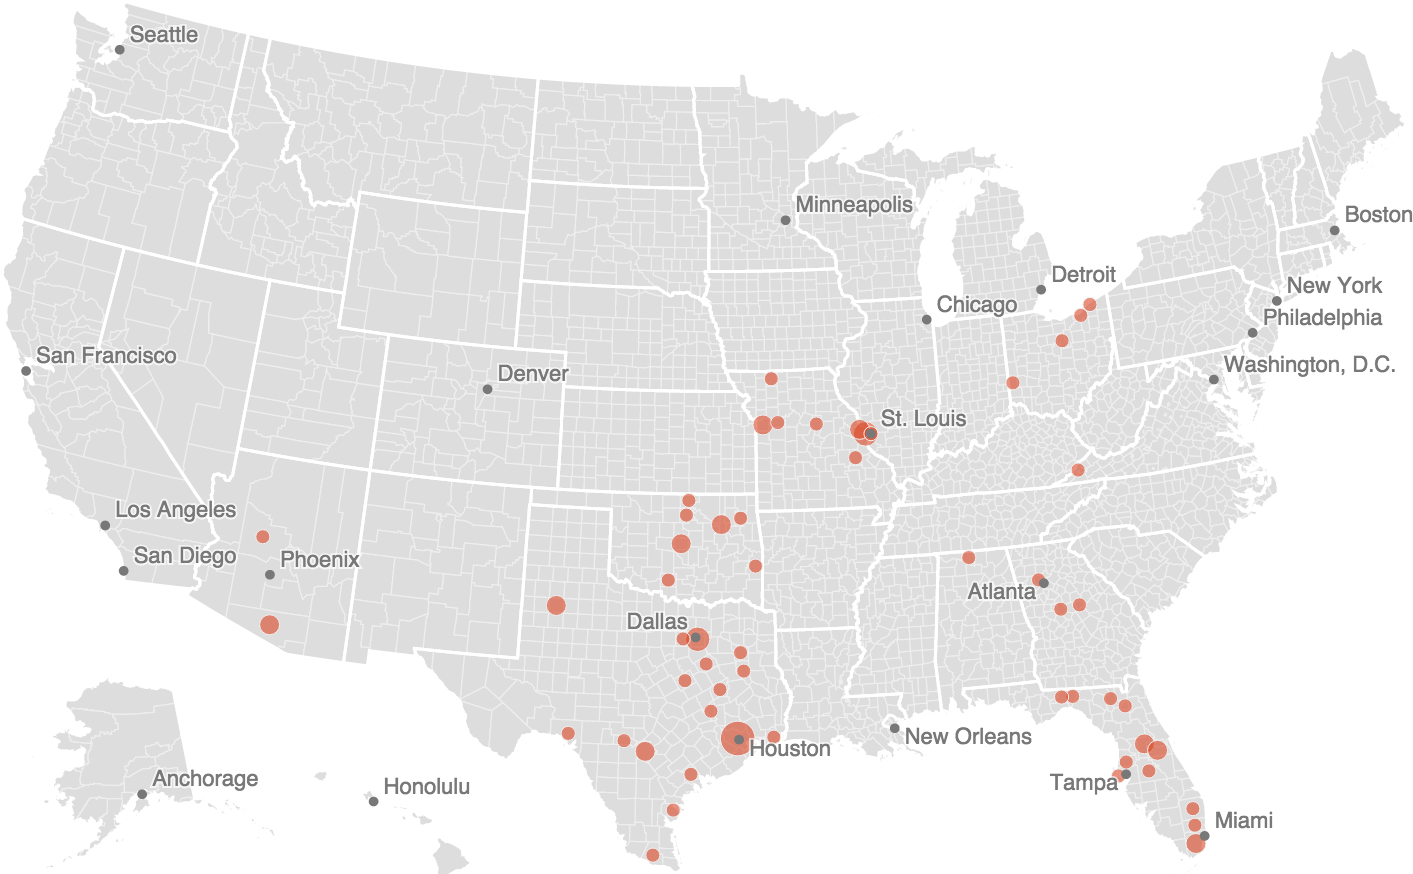 Seattle
Minneapolis
Boston
Detroit
New York
Chicago
Philadelphia
San Francisco
Washington, D.C.
Denver
St. Louis
Los Angeles
San Diego
Phoenix
Atlanta
Dallas
New Orleans
Houston
Anchorage
Honolulu
Tampa
Miami